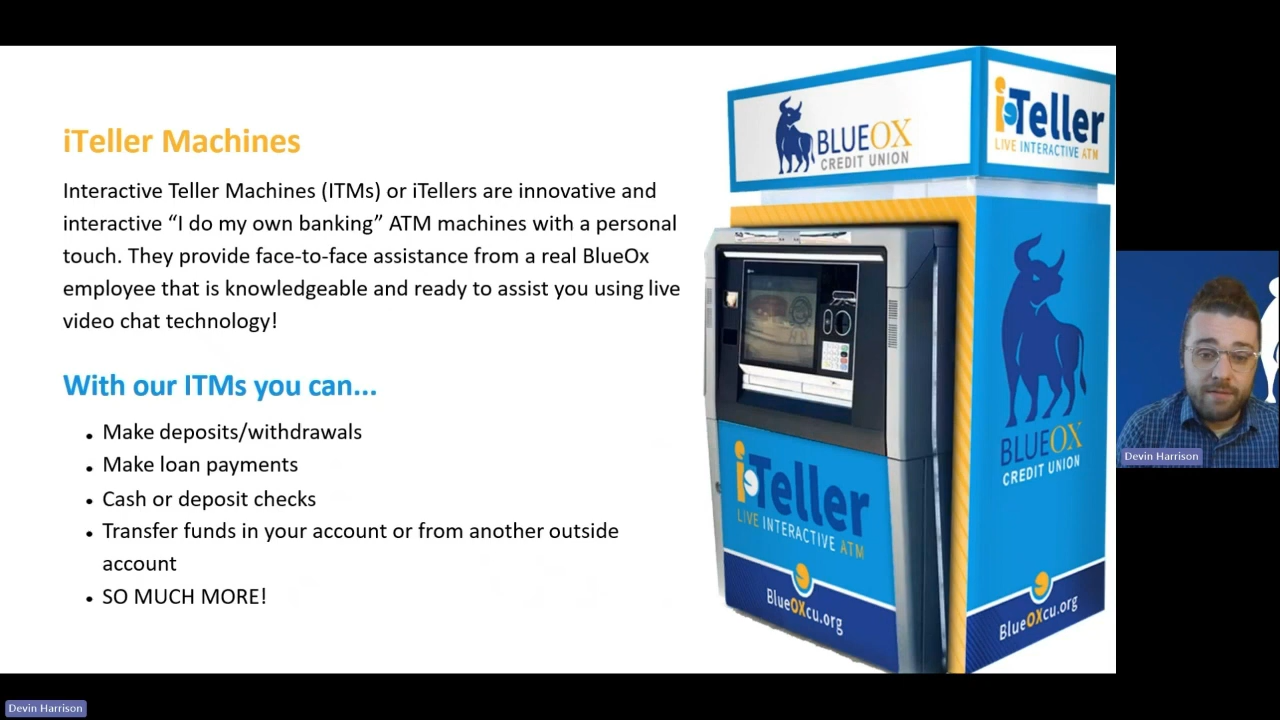 iTeller Machines
Interactive Teller Machines (ITMs) or iTellers are innovative and
interactive “I do my own banking” ATM machines with a personal
touch. They provide face-to-face assistance from a real BlueOx
employee that is knowledgeable and ready to assist you using live
video chat technology!
With our ITMs you can...
• Make deposits/withdrawals
• Make loan payments
• Cash or deposit checks
• Transfer funds in your account or from another outside
account
• SO MUCH MORE!
BLUEOX
CREDIT UNION
iTeller
LIVE INTERACTIVE ATM
BLUEOX
CREDIT UNION
iTeller
LIVE INTERACTIVE ATM
BlueOXcu.org
BlueOXcu.org
Devin Harrison
Devin Harrison